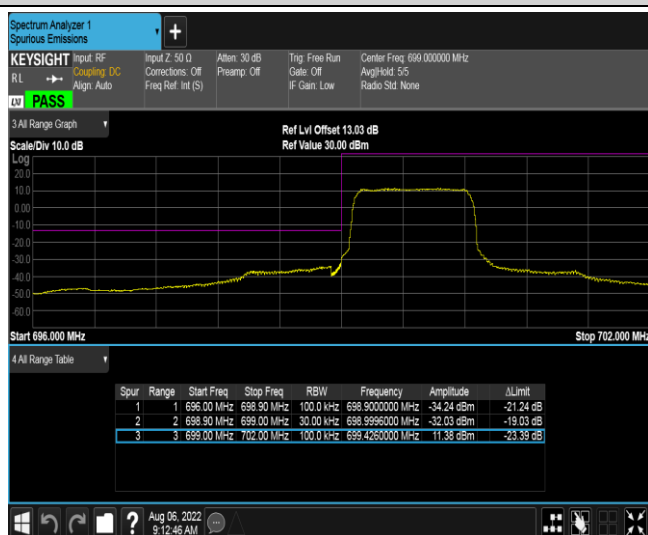 Spectrum Analyzer 1
Spurious Emissions
KEYSIGHT Input: RF Input Z: 50 Ω Atten: 30 dB Trig: Free Run Center Freq: 699.000000 MHz
RL Coupling: DC Corrections: Off Preamp: Off Gate: Off Avg|Hold: 5/5
Align: Auto Freq Ref: Int (S) IF Gain: Low Radio Std: None
LXI PASS
3 All Range Graph
Ref Lvl Offset 13.03 dB
Scale/Div 10.0 dB Ref Value 30.00 dBm
Log
20.0
10.0
0.00
-10.0
-20.0
-30.0
-40.0
-50.0
-60.0
Start 696.000 MHz Stop 702.000 MHz
4 All Range Table
Spur Range Start Freq Stop Freq RBW Frequency Amplitude ΔLimit
1 1 696.00 MHz 698.90 MHz 100.0 kHz 698.9000000 MHz -34.24 dBm -21.24 dB
2 2 698.90 MHz 699.00 MHz 30.00 kHz 698.9996000 MHz -32.03 dBm -19.03 dB
3 3 699.00 MHz 702.00 MHz 100.0 kHz 699.4260000 MHz 11.38 dBm -23.39 dB
? Aug 06, 2022
9:12:46 AM